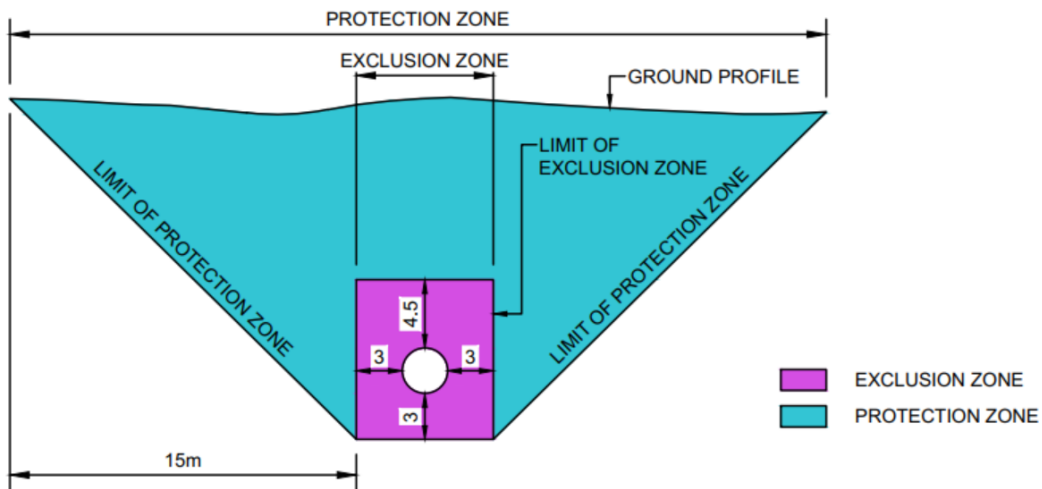 PROTECTION ZONE
EXCLUSION ZONE
GROUND PROFILE
LIMIT OF
EXCLUSION ZONE
LIMIT OF PROTECTION ZONE
LIMIT OF PROTECTION ZONE
4.5
3
3
3
EXCLUSION ZONE
PROTECTION ZONE
15m